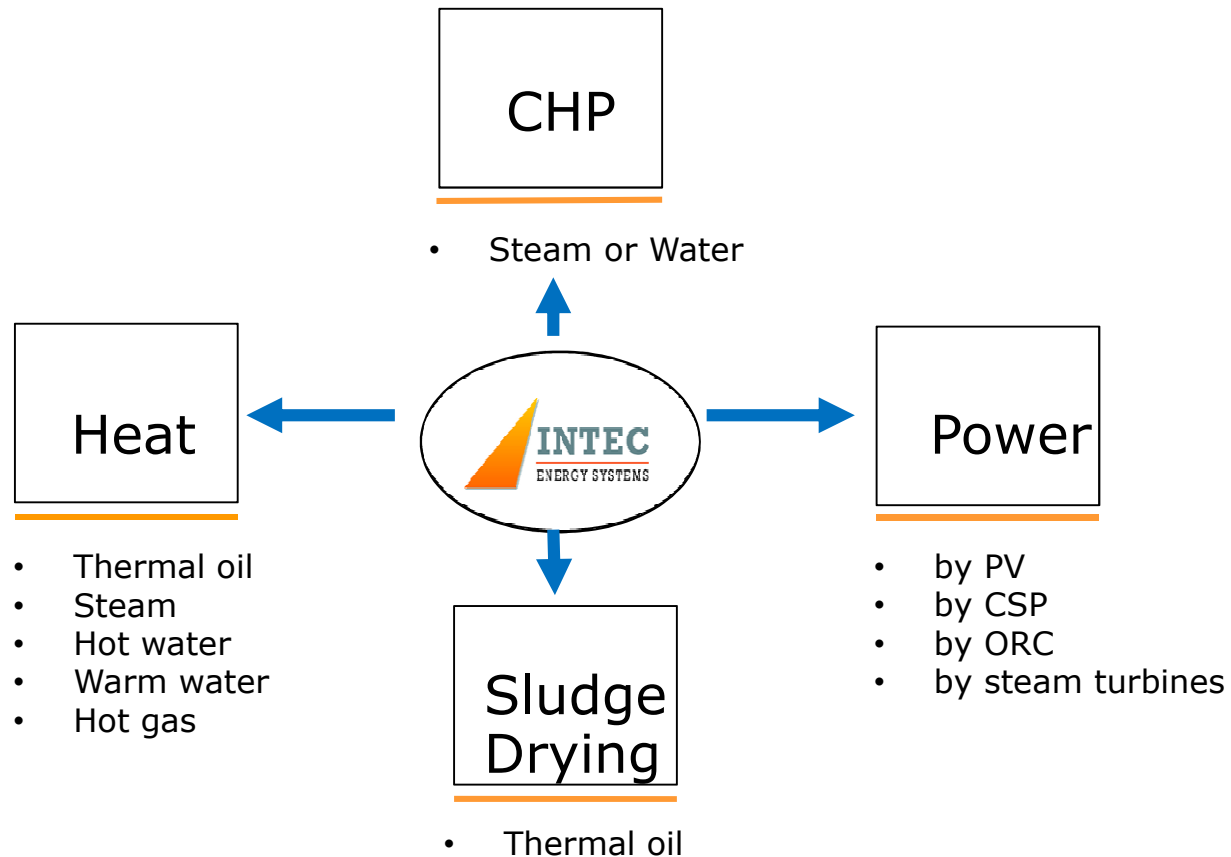 CHP
• Steam or Water
Heat
• Thermal oil
• Steam
• Hot water
• Warm water
• Hot gas
INTEC
ENERGY SYSTEMS
Power
• by PV
• by CSP
• by ORC
• by steam turbines
Sludge
Drying
• Thermal oil